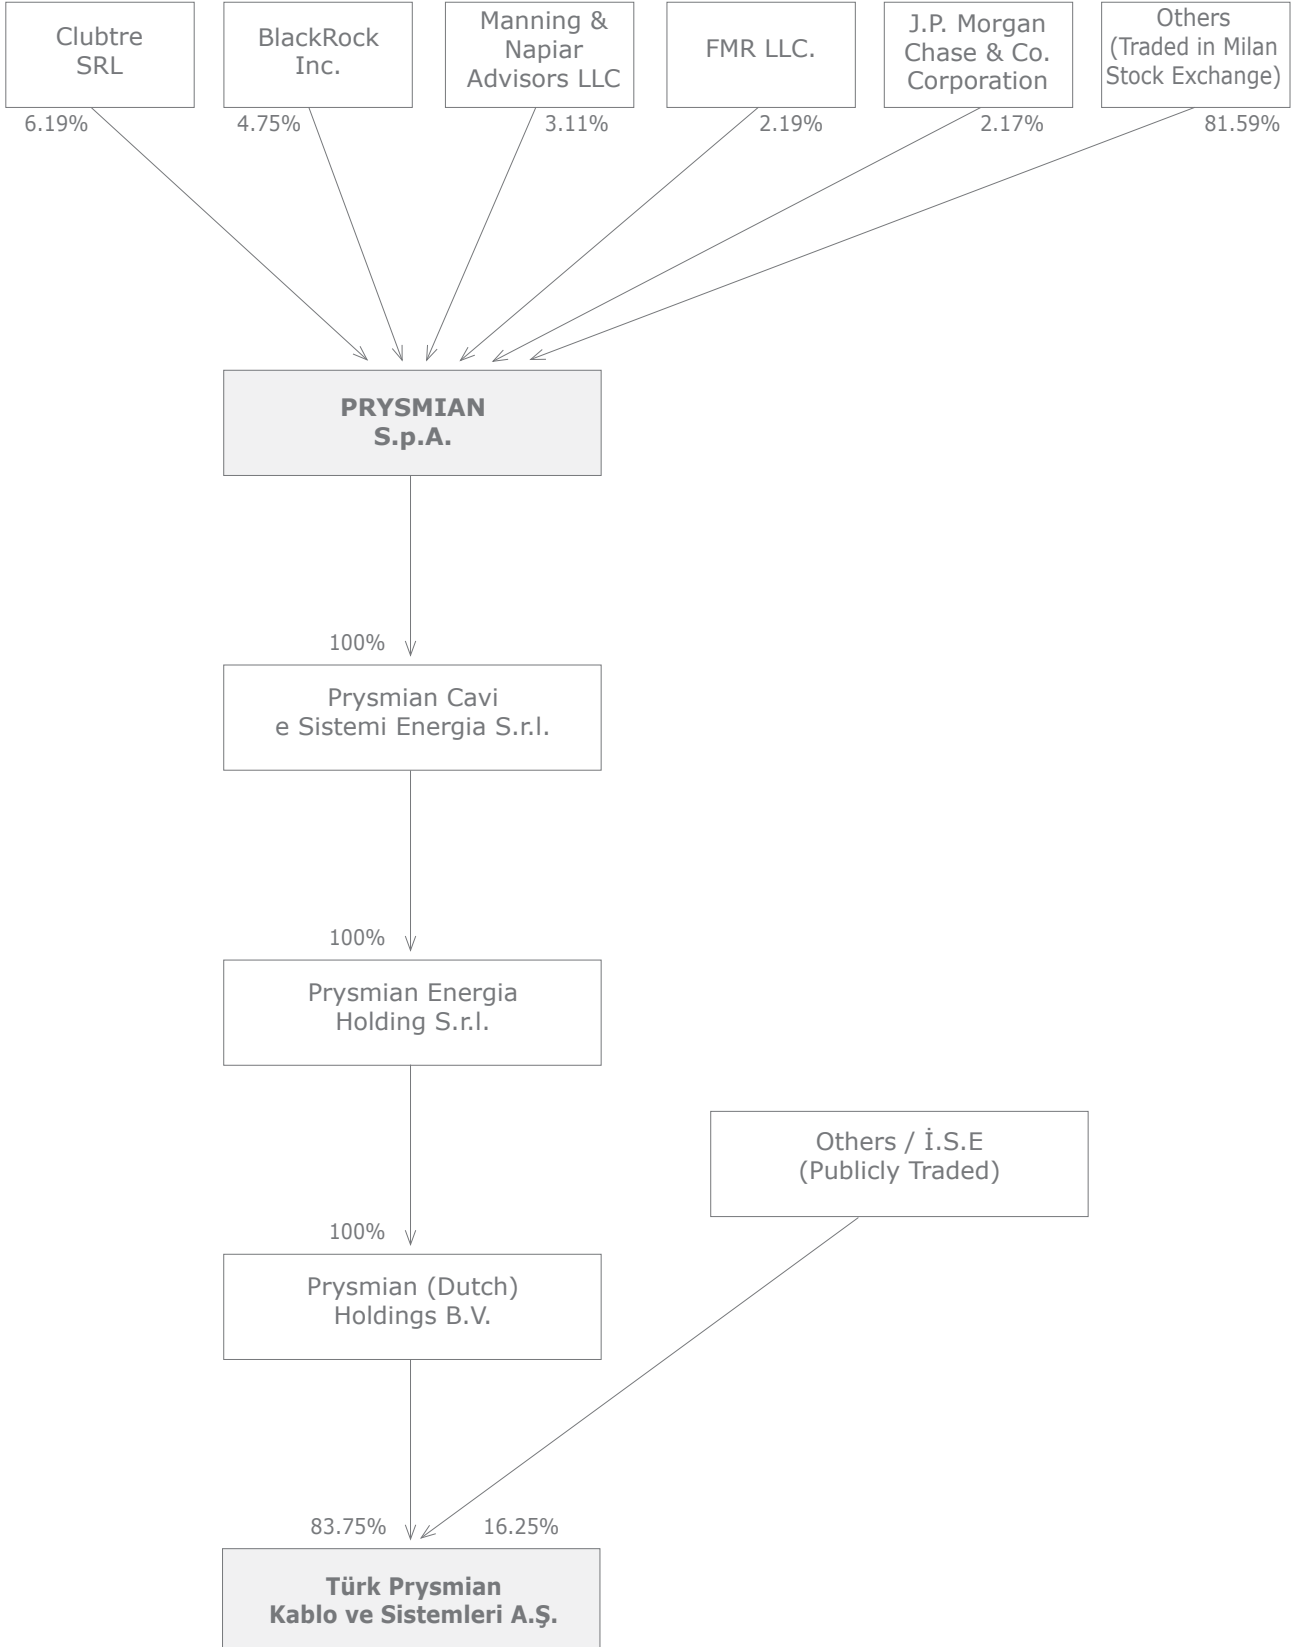 Clubtre
SRL
BlackRock
Inc.
Manning &
Napiar
Advisors LLC
FMR LLC.
J.P. Morgan
Chase & Co.
Corporation
Others
(Traded in Milan
Stock Exchange)
6.19%
4.75%
3.11%
2.19%
2.17%
81.59%
PRYSMIAN
S.p.A.
100%
Prysmian Cavi
e Sistemi Energia S.r.l.
100%
Prysmian Energia
Holding S.r.l.
Others / İ.S.E
(Publicly Traded)
100%
Prysmian (Dutch)
Holdings B.V.
83.75%
16.25%
Türk Prysmian
Kablo ve Sistemleri A.Ş.